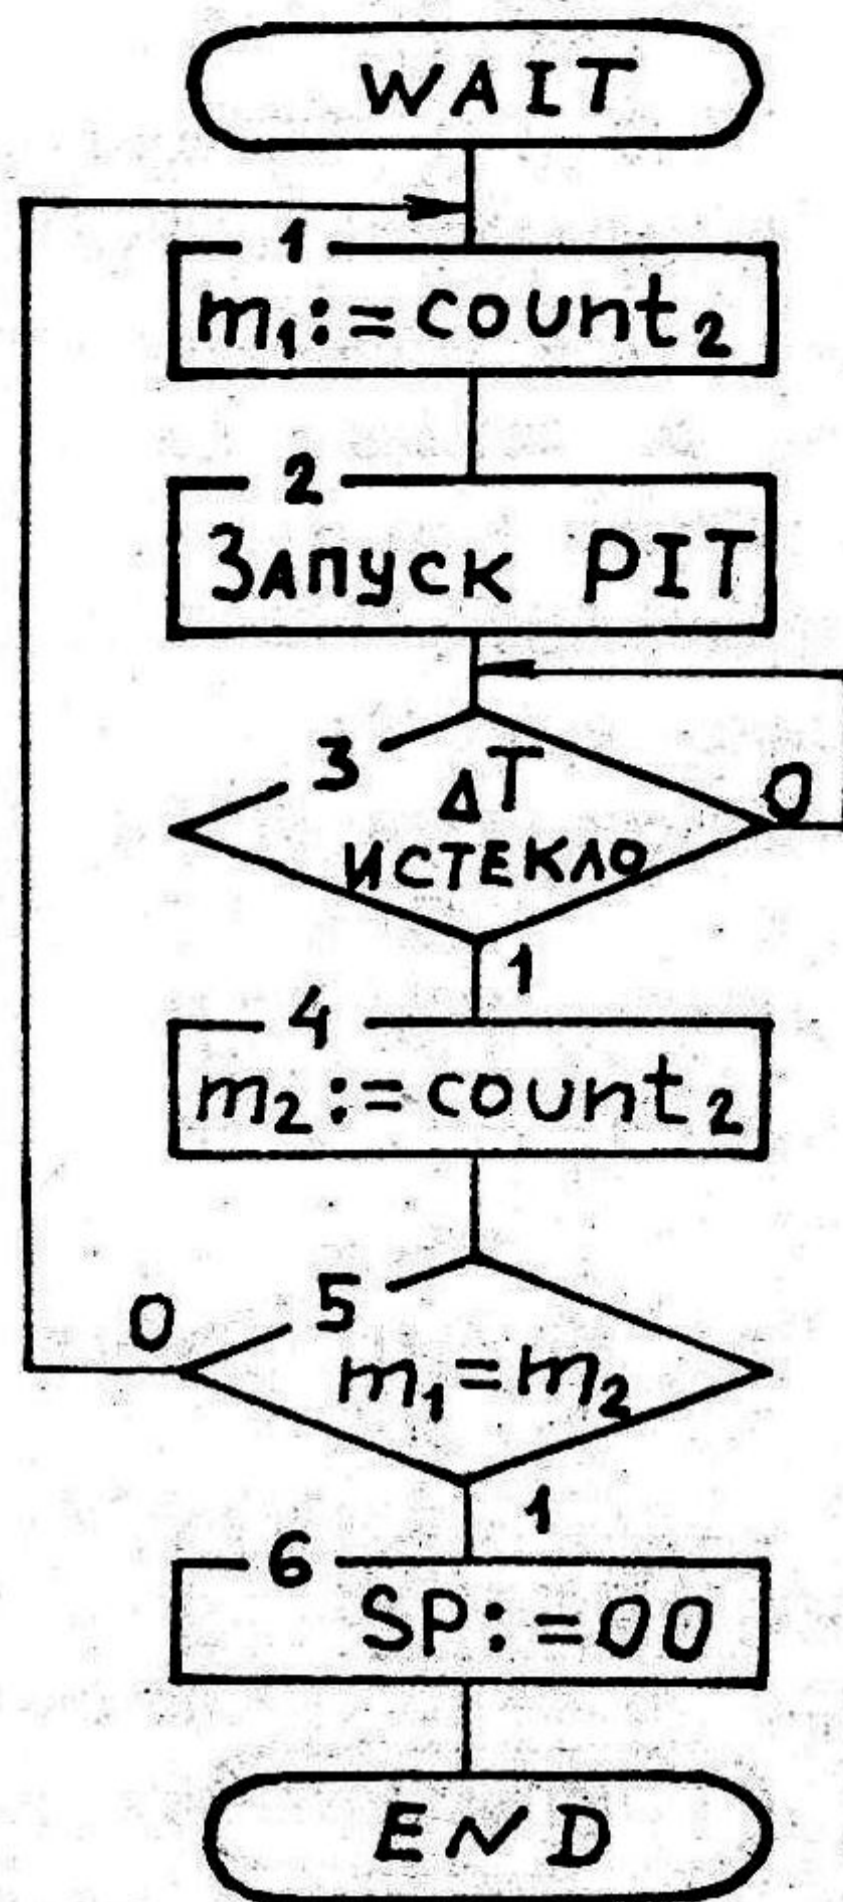 WAIT
1
m₁:=count₂
2
Запуск PIT
3
ΔT
0
истекло
1
4
m₂:=count₂
5
0
m₁=m₂
1
6
SP:=00
END